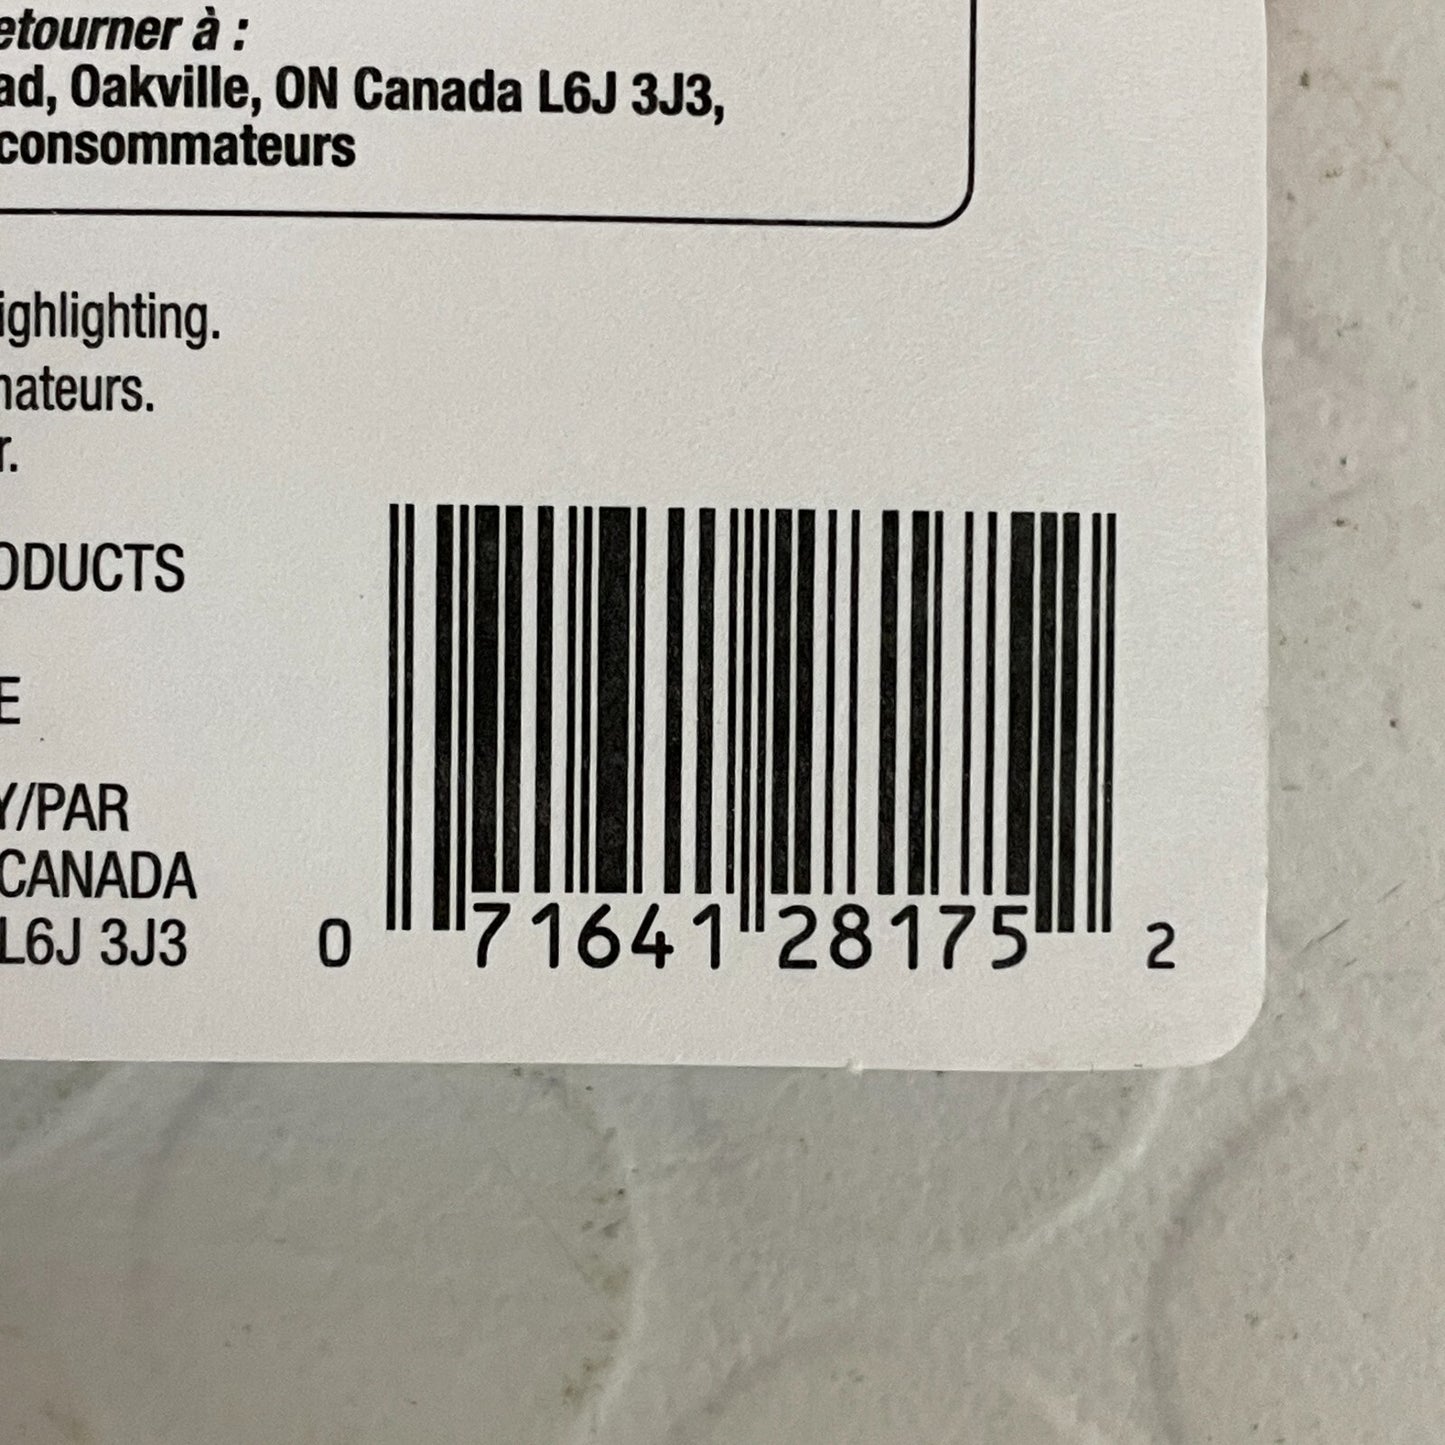 etourner à :
ad, Oakville, ON Canada L6J 3J3,
consommateurs
ighlighting.
nateurs.
r.
ODUCTS
E
Y/PAR
CANADA
L6J 3J3
0 71641 28175 2